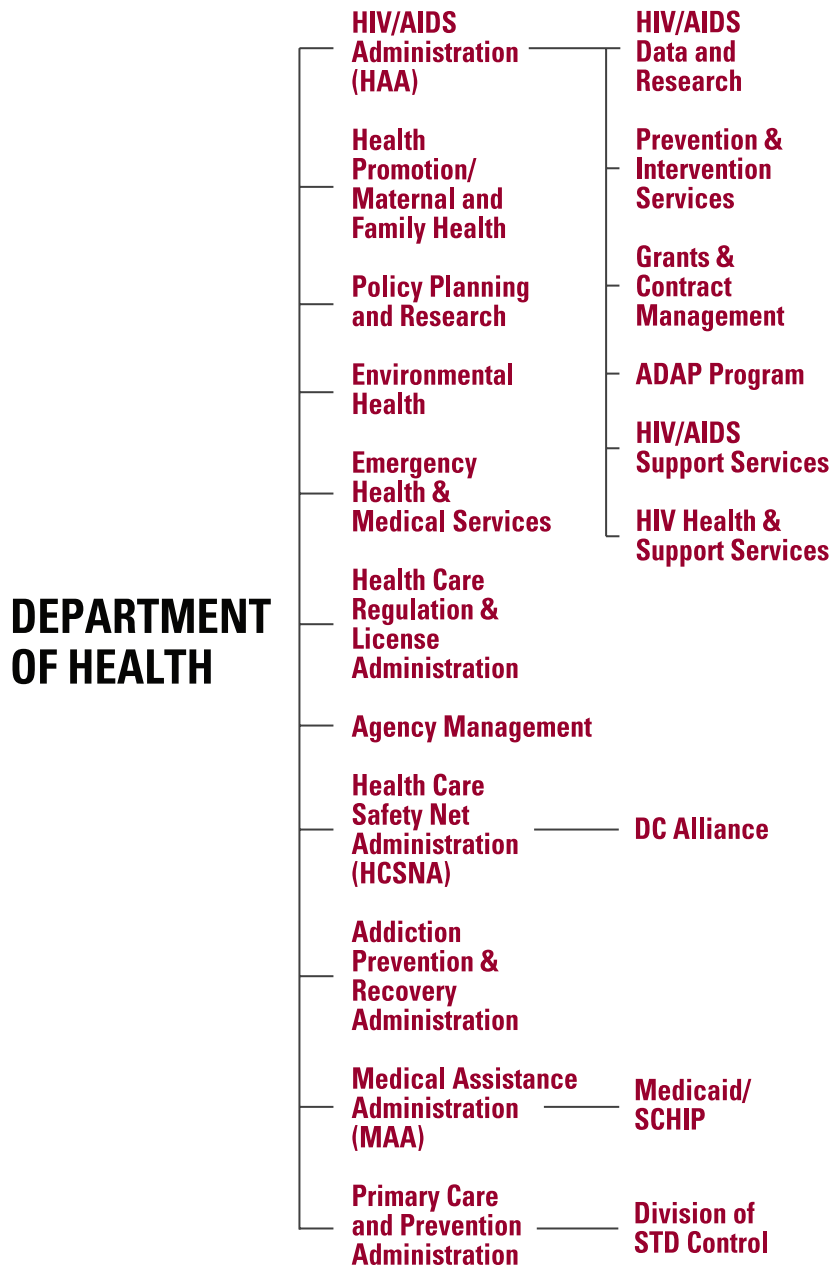 DEPARTMENT
OF HEALTH
HIV/AIDS
Administration
(HAA)
HIV/AIDS
Data and
Research
Prevention &
Intervention
Services
Grants &
Contract
Management
ADAP Program
HIV/AIDS
Support Services
HIV Health &
Support Services
Health
Promotion/
Maternal and
Family Health
Policy Planning
and Research
Environmental
Health
Emergency
Health &
Medical Services
Health Care
Regulation &
License
Administration
Agency Management
Health Care
Safety Net
Administration
(HCSNA)
DC Alliance
Addiction
Prevention &
Recovery
Administration
Medical Assistance
Administration
(MAA)
Medicaid/
SCHIP
Primary Care
and Prevention
Administration
Division of
STD Control